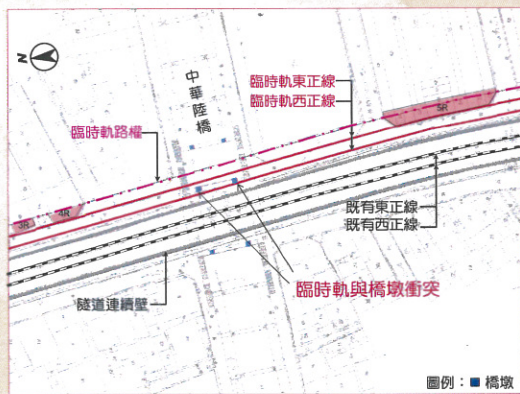 N
中華陸橋
臨時軌東正線
臨時軌西正線
臨時軌路權
SR
SR
SR
既有東正線
既有西正線
臨時軌與橋墩衝突
隧道連續壁
圖例：■橋墩